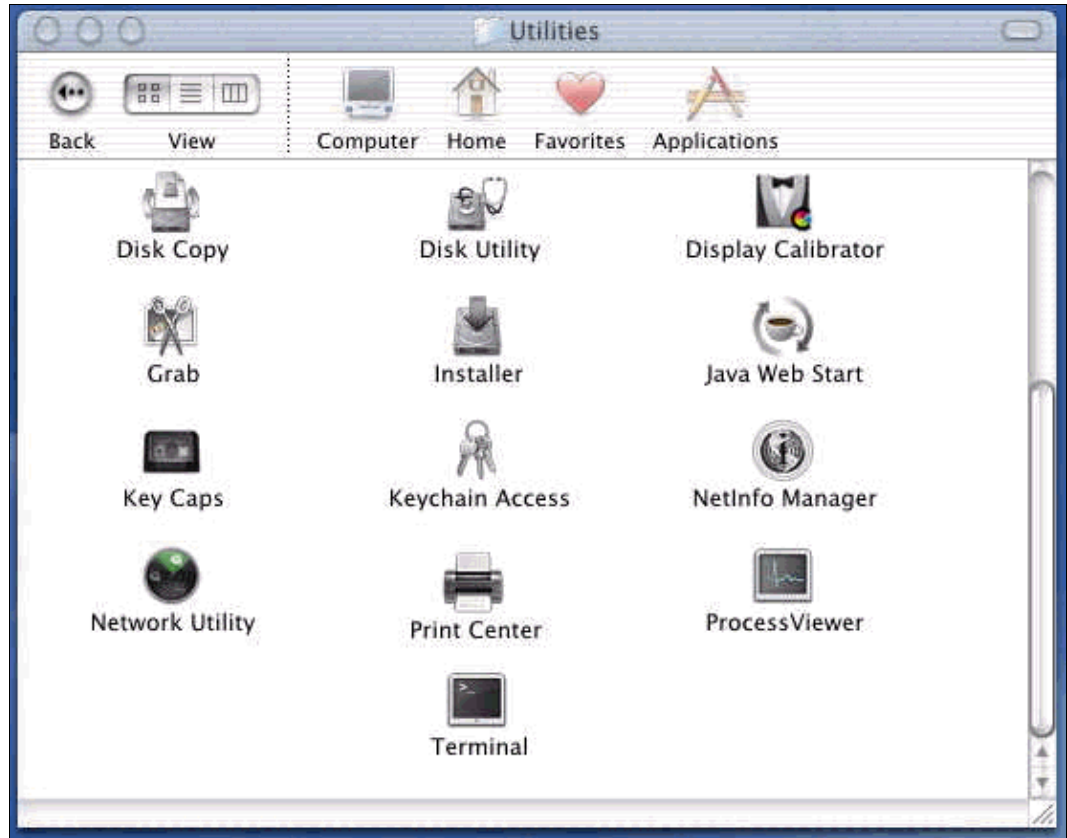 Utilities
Back View Computer Home Favorites Applications
Disk Copy Disk Utility Display Calibrator
Grab Installer Java Web Start
Key Caps Keychain Access NetInfo Manager
Network Utility Print Center ProcessViewer
Terminal